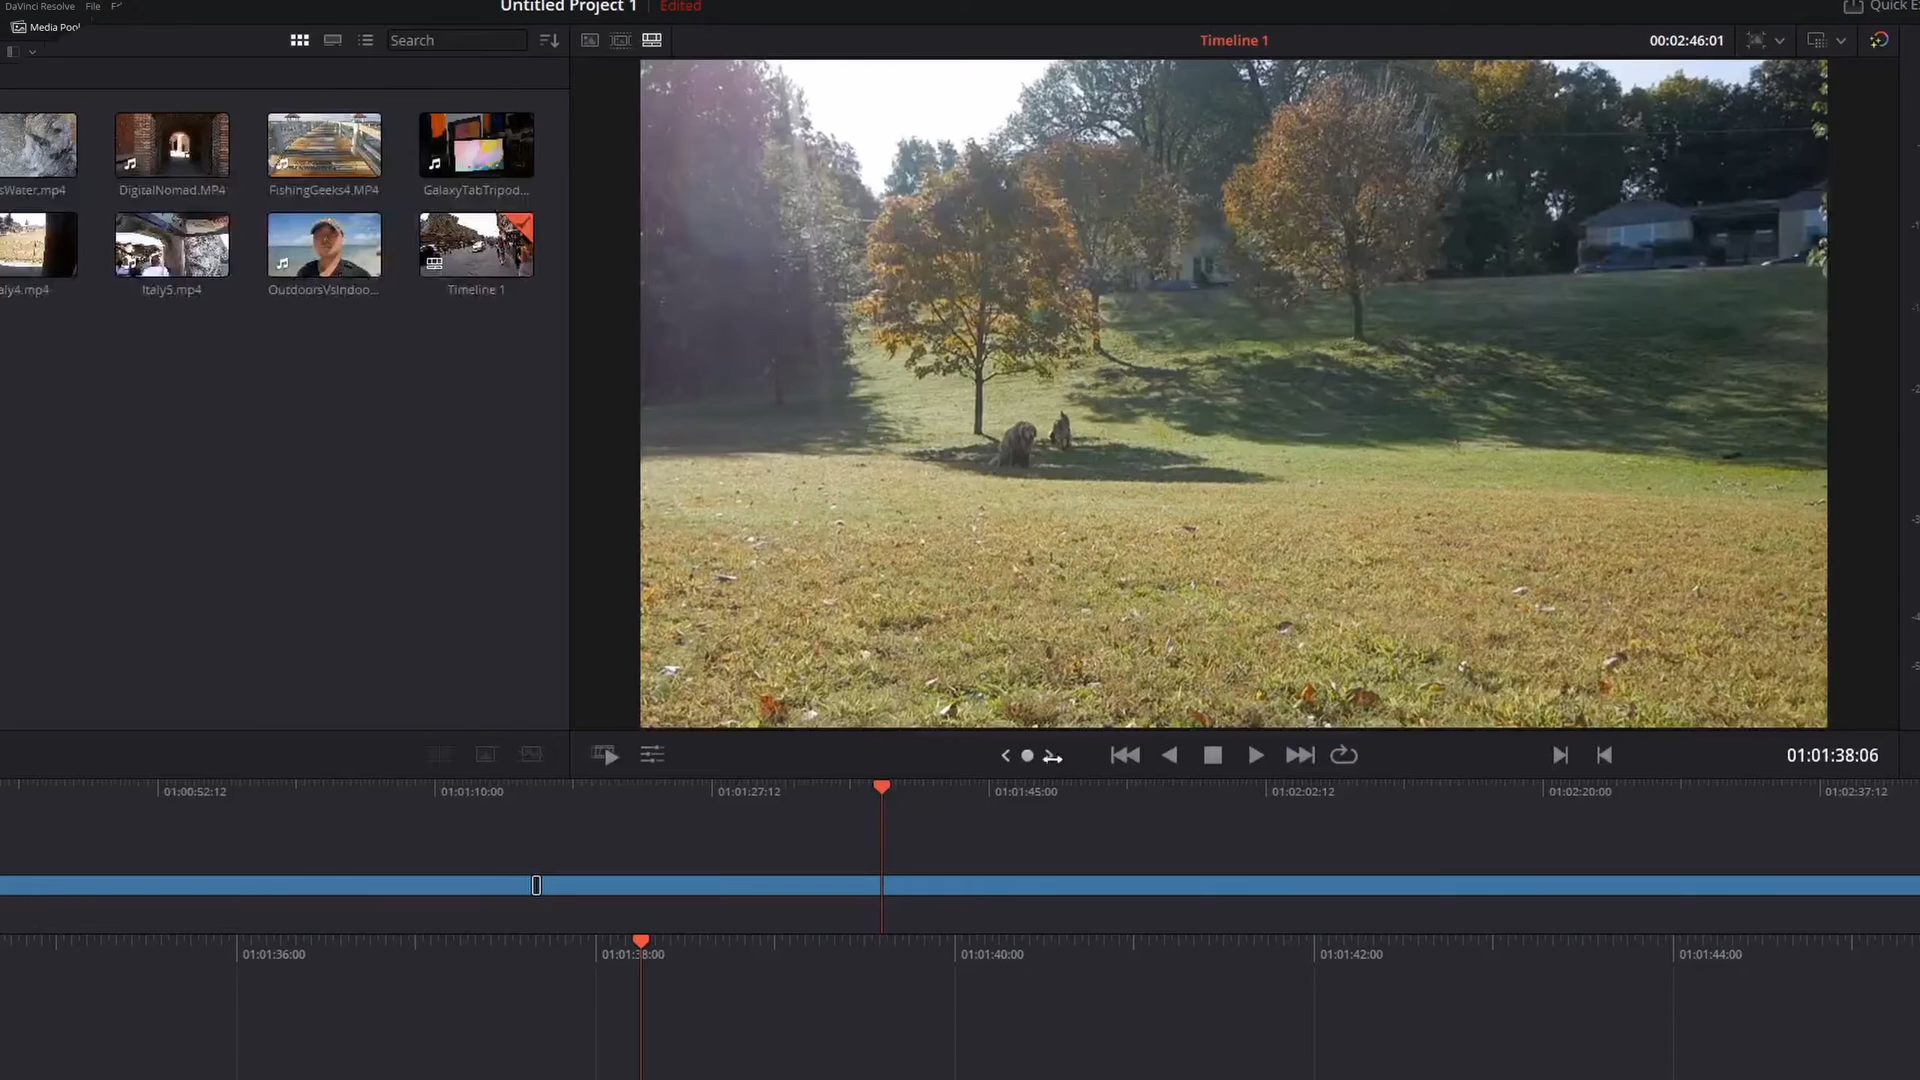 DaVinci Resolve File
Untitled Project 1 Edited
Quick
Media Pool
Search
Timeline 1
00:02:46:01
sWater.mp4
DigitalNomad.MP4
FishingGeeks4.MP4
GalaxyTabTripod...
aly4.mp4
Italy5.mp4
OutdoorsVsIndoo...
Timeline 1
01:01:38:06
01:00:52:12
01:01:10:00
01:01:27:12
01:01:45:00
01:02:02:12
01:02:20:00
01:02:37:12
01:01:36:00
01:01:38:00
01:01:40:00
01:01:42:00
01:01:44:00